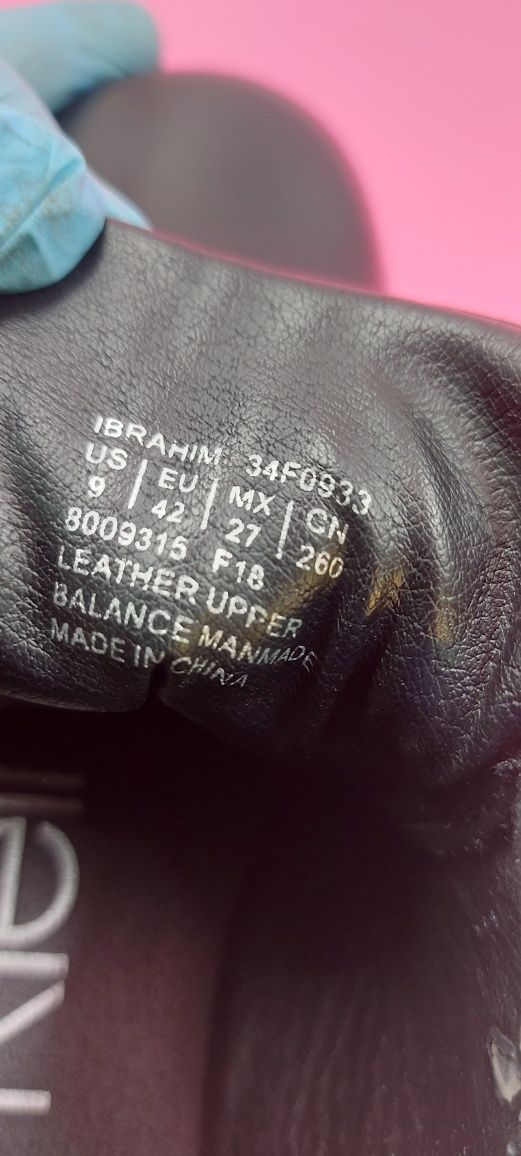 IBRAHIM 34F0933
US | EU | MX | CN
9 | 42 | 27 | 260
8009315 F18
LEATHER UPPER
BALANCE MANMADE
MADE IN CHINA